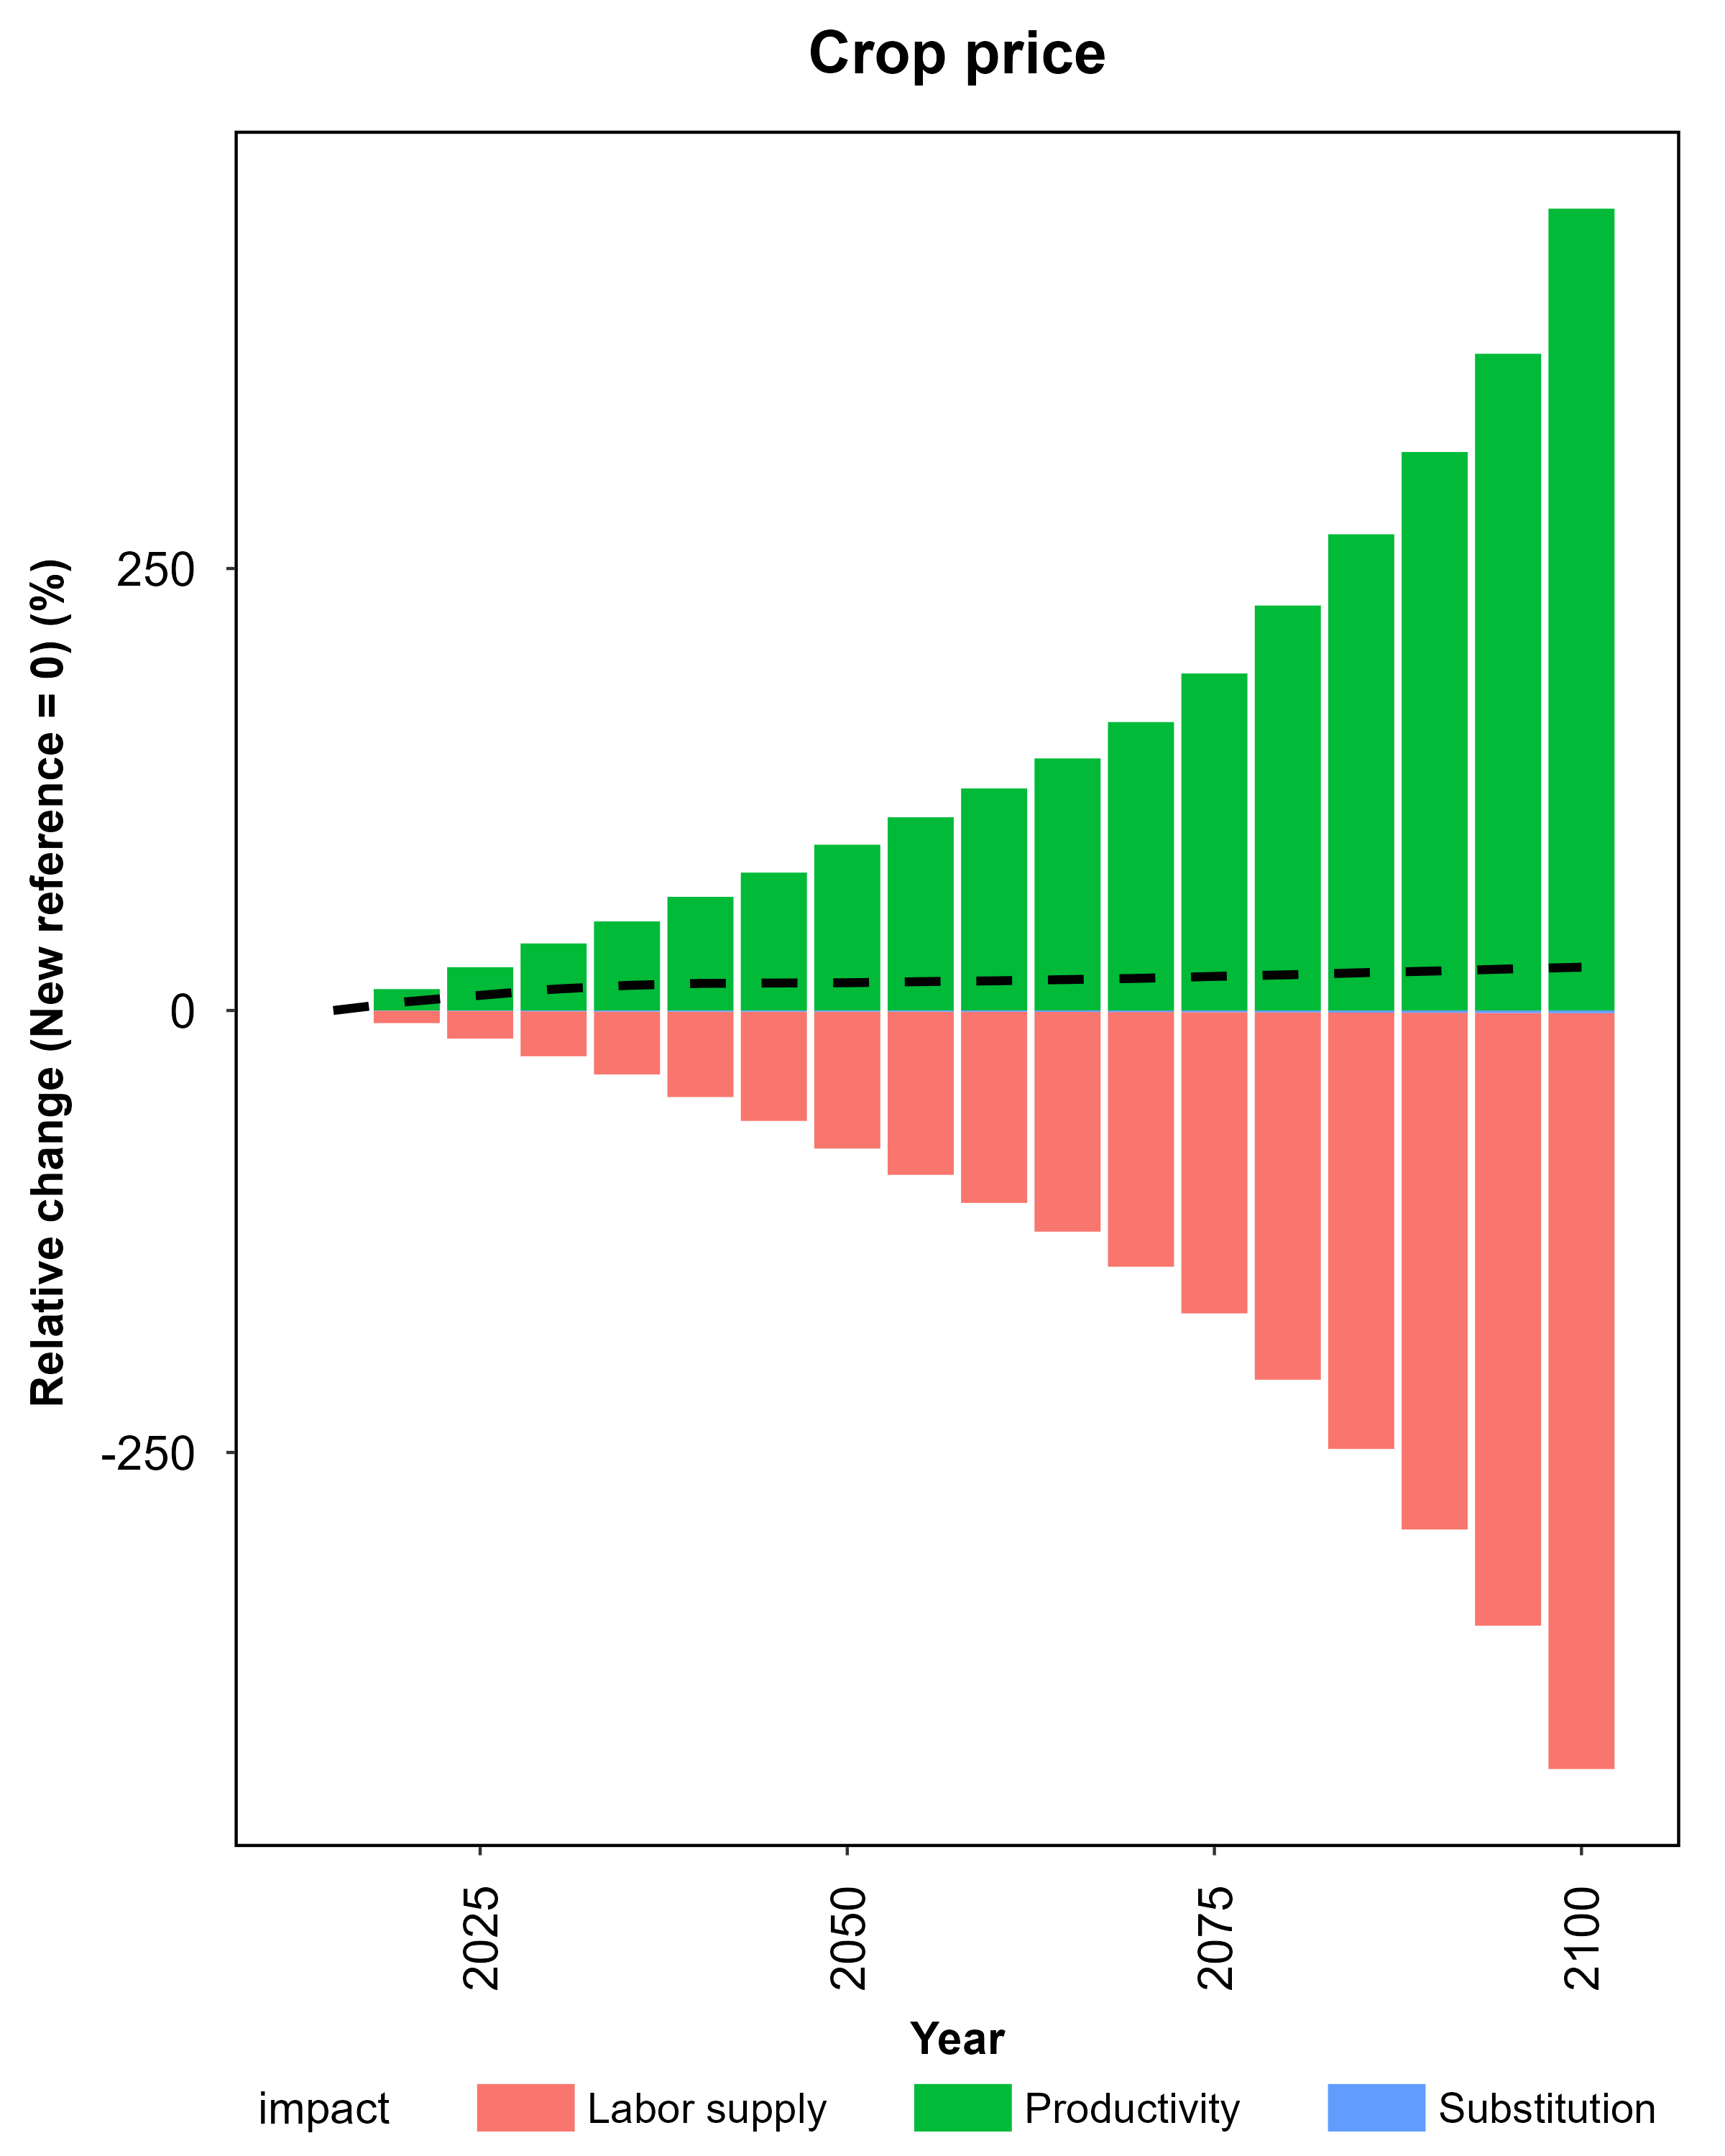 Crop price
Relative change (New reference = 0) (%)
250
0
-250
2025
2050
2075
2100
Year
impact
Labor supply
Productivity
Substitution